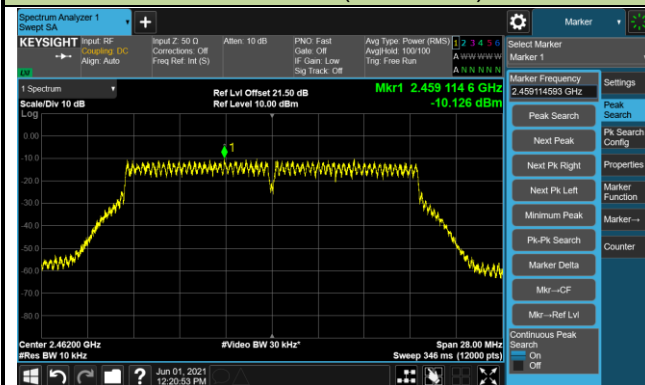 Spectrum Analyzer 1
Swept SA
Marker
KEYSIGHT
Input: RF
Coupling: DC
Align: Auto
Input Z: 50 Ω
Corrections: Off
Freq Ref: Int (S)
Atten: 10 dB
PNO: Fast
Gate: Off
IF Gain: Low
Sig Track: Off
Avg Type: Power (RMS)
Avg|Hold: 100/100
Trig: Free Run
1 2 3 4 5 6
A W W W W W
A N N N N N
LV
Select Marker
Marker 1
1 Spectrum
Scale/Div 10 dB
Log
Ref Lvl Offset 21.50 dB
Ref Level 10.00 dBm
Mkr1 2.459 114 6 GHz
-10.126 dBm
Marker Frequency
2.459114593 GHz
Settings
Peak Search
Next Peak
Next Pk Right
Next Pk Left
Minimum Peak
Pk-Pk Search
Marker Delta
Mkr→CF
Mkr→Ref Lvl
Continuous Peak
Search
On
Off
Peak
Search
Pk Search
Config
Properties
Marker
Function
Marker→
Counter
1
0.00
-10.0
-20.0
-30.0
-40.0
-50.0
-60.0
-70.0
-80.0
Center 2.46200 GHz
#Res BW 10 kHz
#Video BW 30 kHz*
Span 28.00 MHz
Sweep 346 ms (12000 pts)
?
Jun 01, 2021
12:20:53 PM